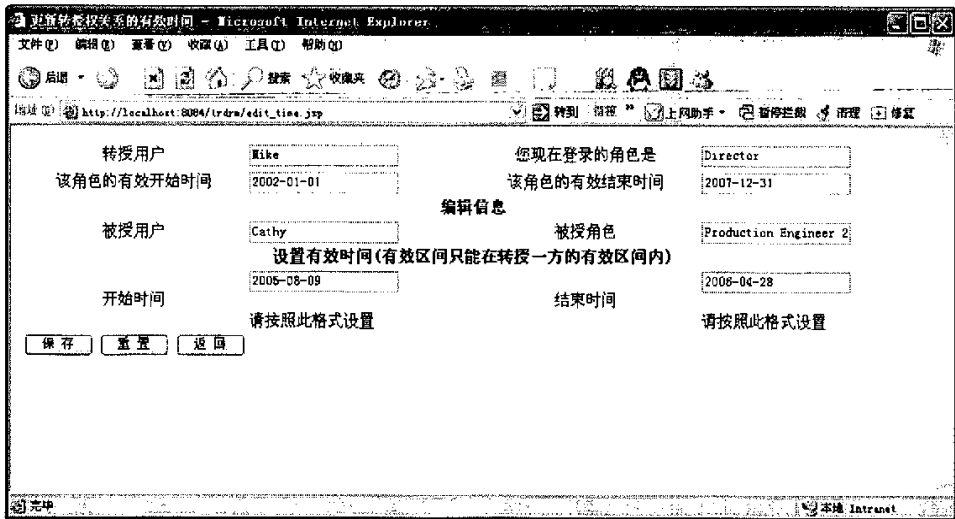 更新转授权关系的有效时间 - Microsoft Internet Explorer
文件(F) 编辑(E) 查看(V) 收藏(A) 工具(T) 帮助(H)
后退 搜索 收藏夹
地址(D) http://localhost:8084/trdrm/edit_time.jsp 转到 » 上网助手 暂停拦截 清理 修复
转授用户 Mike 您现在登录的角色是 Director
该角色的有效开始时间 2002-01-01 该角色的有效结束时间 2007-12-31
编辑信息
被授用户 Cathy 被授角色 Production Engineer 2
设置有效时间(有效区间只能在转授一方的有效区间内)
开始时间 2005-08-09 结束时间 2006-04-28
请按照此格式设置 请按照此格式设置
保存 重置 返回
完毕 本地 Intranet